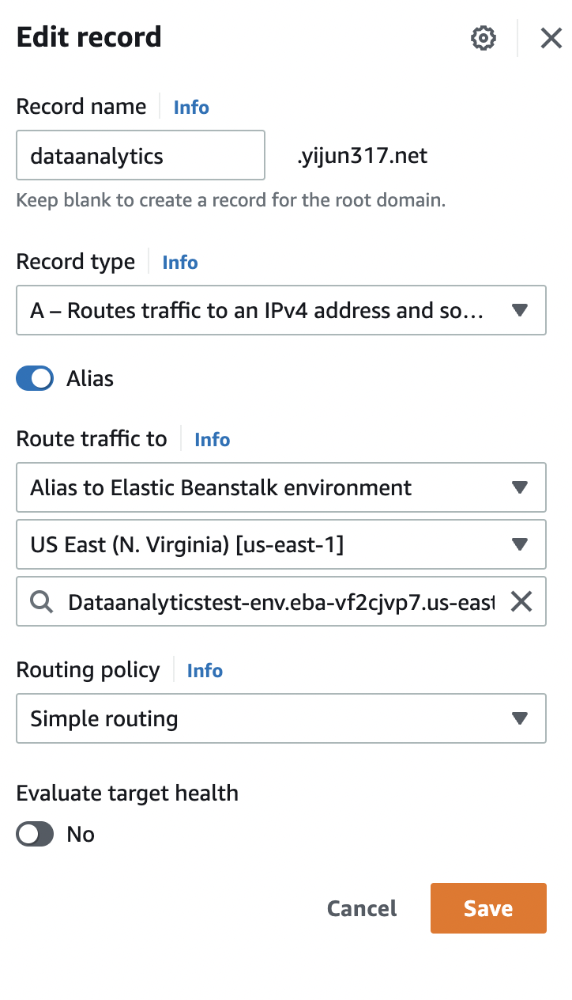 Edit record
Record name Info
dataanalytics .yijun317.net
Keep blank to create a record for the root domain.
Record type Info
A – Routes traffic to an IPv4 address and so...
Alias
Route traffic to Info
Alias to Elastic Beanstalk environment
US East (N. Virginia) [us-east-1]
Dataanalyticstest-env.eba-vf2cjvp7.us-east
Routing policy Info
Simple routing
Evaluate target health
No
Cancel Save